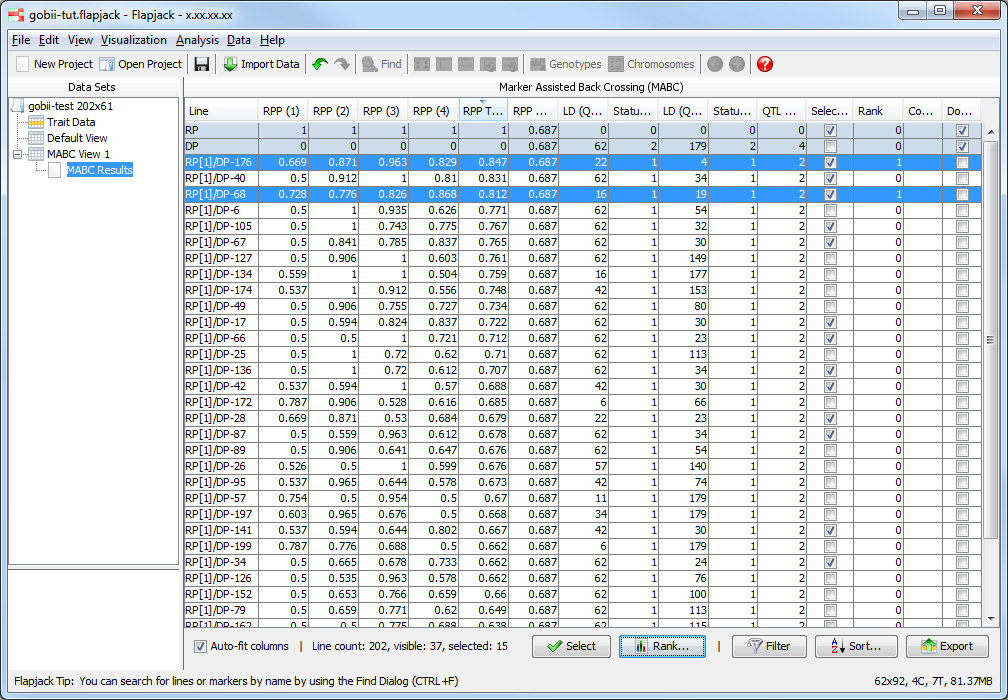 gobii-tut.flapjack - Flapjack - x.xx.xx.xx
File Edit View Visualization Analysis Data Help
New Project Open Project Import Data Find Genotypes Chromosomes
Data Sets
gobii-test 202x61
Trait Data
Default View
MABC View 1
MABC Results
Marker Assisted Back Crossing (MABC)
Line RPP (1) RPP (2) RPP (3) RPP (4) RPP T... RPP ... LD (Q... Statu... LD (Q... Statu... QTL ... Selec... Rank Co... Do...
RP 1 1 1 1 1 0.687 0 0 0 0 0 0
DP 0 0 0 0 0 0.687 62 2 179 2 4 0
RP[1]/DP-176 0.669 0.871 0.963 0.829 0.847 0.687 22 1 4 1 2 1
RP[1]/DP-40 0.5 0.912 1 0.81 0.831 0.687 62 1 34 1 2 0
RP[1]/DP-68 0.728 0.776 0.826 0.868 0.812 0.687 16 1 19 1 2 1
RP[1]/DP-6 0.5 1 0.935 0.626 0.771 0.687 62 1 54 1 2 0
RP[1]/DP-105 0.5 1 0.743 0.775 0.767 0.687 62 1 32 1 2 0
RP[1]/DP-67 0.5 0.841 0.785 0.837 0.765 0.687 62 1 30 1 2 0
RP[1]/DP-127 0.5 0.906 1 0.603 0.761 0.687 62 1 149 1 2 0
RP[1]/DP-134 0.559 1 1 0.504 0.759 0.687 16 1 177 1 2 0
RP[1]/DP-174 0.537 1 0.912 0.556 0.748 0.687 42 1 153 1 2 0
RP[1]/DP-49 0.5 0.906 0.755 0.727 0.734 0.687 62 1 80 1 2 0
RP[1]/DP-17 0.5 0.594 0.824 0.837 0.722 0.687 62 1 30 1 2 0
RP[1]/DP-66 0.5 0.5 1 0.721 0.712 0.687 62 1 23 1 2 0
RP[1]/DP-25 0.5 1 0.72 0.62 0.71 0.687 62 1 113 1 2 0
RP[1]/DP-136 0.5 1 0.72 0.612 0.707 0.687 62 1 34 1 2 0
RP[1]/DP-42 0.537 0.594 1 0.57 0.688 0.687 42 1 30 1 2 0
RP[1]/DP-172 0.787 0.906 0.528 0.616 0.685 0.687 6 1 66 1 2 0
RP[1]/DP-28 0.669 0.871 0.53 0.684 0.679 0.687 22 1 23 1 2 0
RP[1]/DP-87 0.5 0.559 0.963 0.612 0.678 0.687 62 1 34 1 2 0
RP[1]/DP-89 0.5 0.906 0.641 0.647 0.676 0.687 62 1 54 1 2 0
RP[1]/DP-26 0.526 0.5 1 0.599 0.676 0.687 57 1 140 1 2 0
RP[1]/DP-95 0.537 0.965 0.644 0.578 0.673 0.687 42 1 74 1 2 0
RP[1]/DP-57 0.754 0.5 0.954 0.5 0.67 0.687 11 1 179 1 2 0
RP[1]/DP-197 0.603 0.965 0.676 0.5 0.668 0.687 34 1 179 1 2 0
RP[1]/DP-141 0.537 0.594 0.644 0.802 0.667 0.687 42 1 30 1 2 0
RP[1]/DP-199 0.787 0.776 0.688 0.5 0.662 0.687 6 1 179 1 2 0
RP[1]/DP-34 0.5 0.665 0.678 0.733 0.662 0.687 62 1 24 1 2 0
RP[1]/DP-126 0.5 0.535 0.963 0.578 0.662 0.687 62 1 76 1 2 0
RP[1]/DP-152 0.5 0.653 0.766 0.659 0.66 0.687 62 1 100 1 2 0
RP[1]/DP-79 0.5 0.659 0.771 0.62 0.649 0.687 62 1 113 1 2 0
RP[1]/DP-162 0.5 0.5 0.775 0.688 0.638 0.687 62 1 115 1 2 0
Auto-fit columns | Line count: 202, visible: 37, selected: 15 Select Rank... | Filter Sort... Export
Flapjack Tip: You can search for lines or markers by name by using the Find Dialog (CTRL+F) 62x92, 4C, 7T, 81.37MB